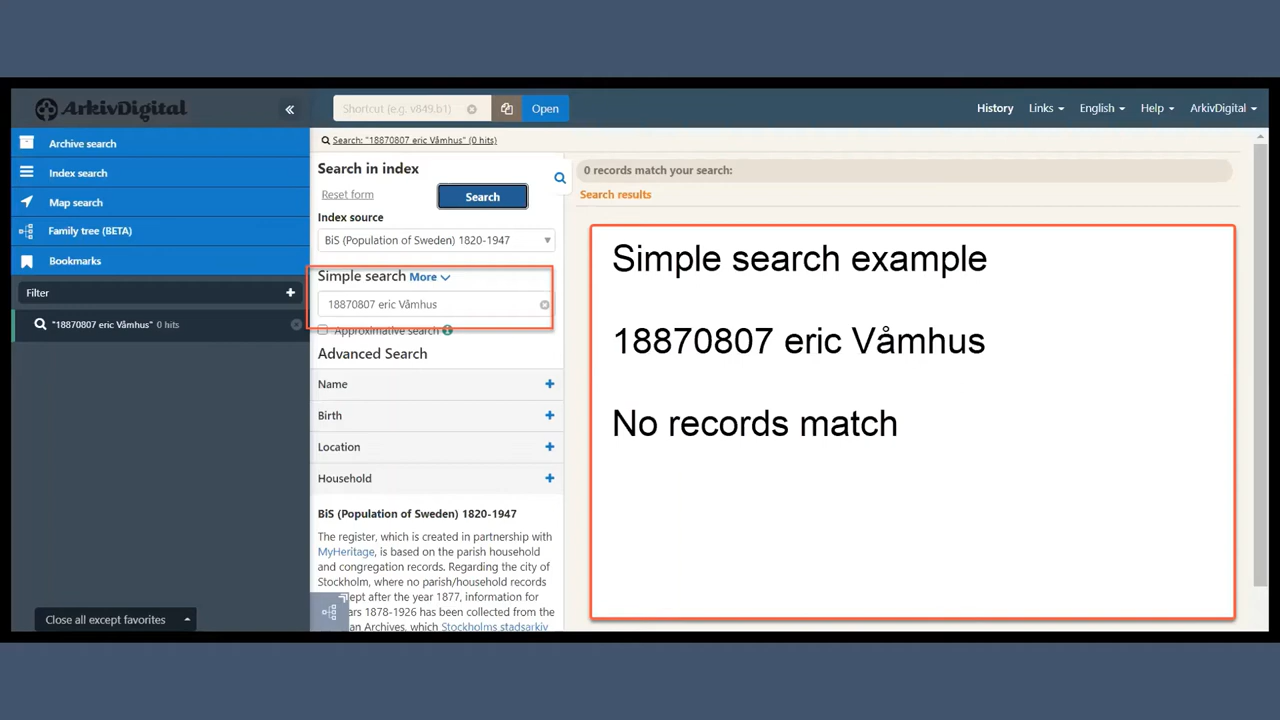 ArkivDigital
Shortcut (e.g. v849.b1)
Open
History
Links
English
Help
ArkivDigital
Archive search
Index search
Map search
Family tree (BETA)
Bookmarks
Filter
"18870807 eric Våmhus" 0 hits
Close all except favorites
Search: "18870807 eric Våmhus" (0 hits)
Search in index
Reset form
Search
Index source
BiS (Population of Sweden) 1820-1947
Simple search More
18870807 eric Våmhus
Approximative search
Advanced Search
Name
Birth
Location
Household
BiS (Population of Sweden) 1820-1947
The register, which is created in partnership with
MyHeritage, is based on the parish household
and congregation records. Regarding the city of
Stockholm, where no parish/household records
ept after the year 1877, information for
ars 1878-1926 has been collected from the
an Archives, which Stockholms stadsarkiv
0 records match your search:
Search results
Simple search example
18870807 eric Våmhus
No records match